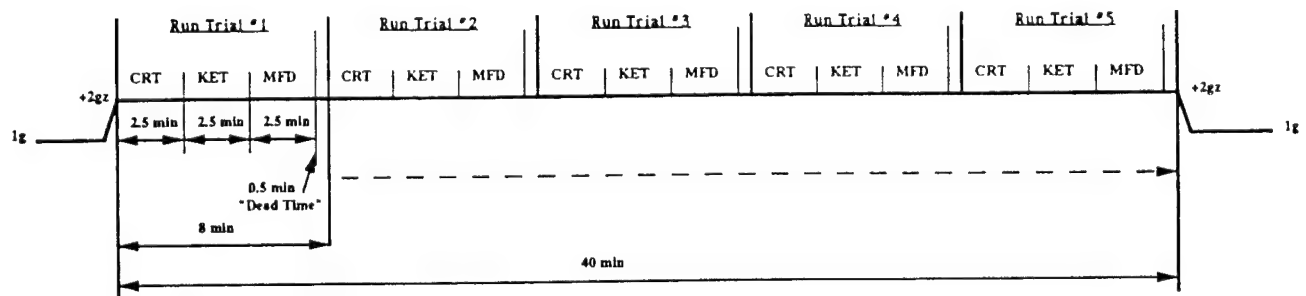 Run Trial #1 Run Trial #2 Run Trial #3 Run Trial #4 Run Trial #5
CRT KET MFD CRT KET MFD CRT KET MFD CRT KET MFD CRT KET MFD
+2gz +2gz
2.5 min 2.5 min 2.5 min
1g 1g
0.5 min
"Dead Time"
8 min
40 min